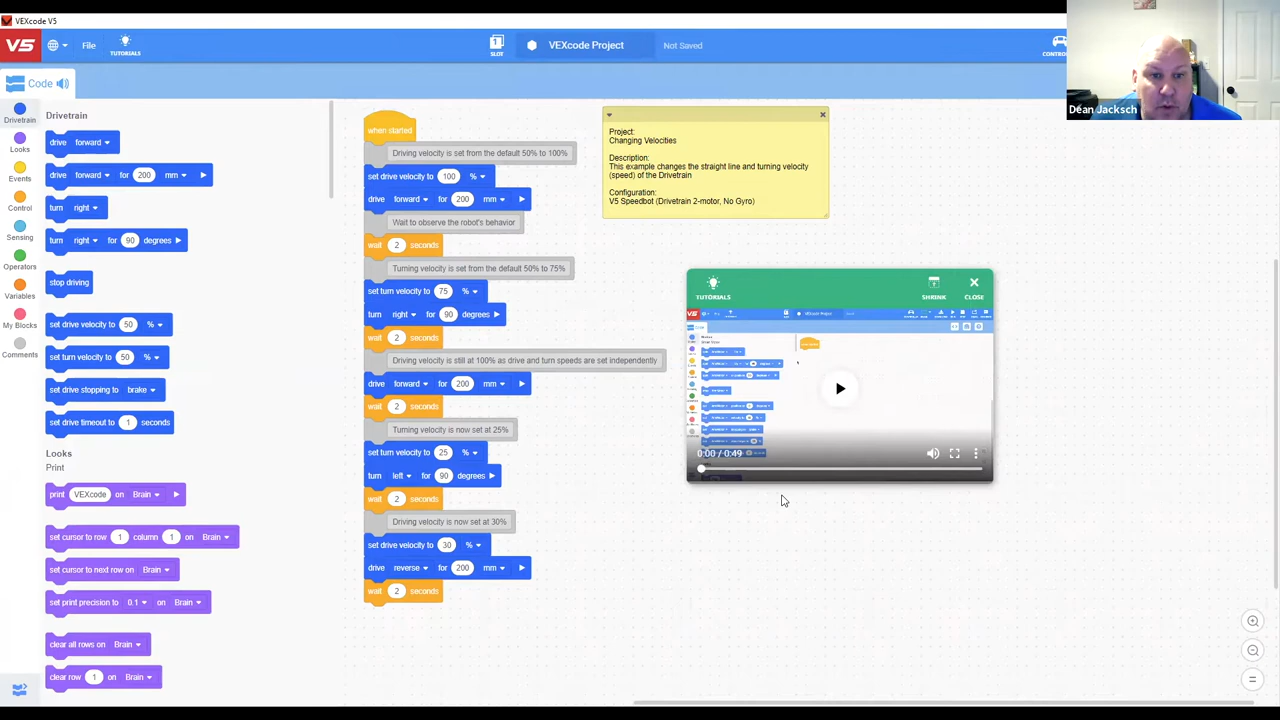 VEXcode V5
V5
File
TUTORIALS
1
SLOT
VEXcode Project
Not Saved
Dean Jacksch
Code
Drivetrain
Looks
Events
Control
Sensing
Operators
Variables
My Blocks
Comments
Drivetrain
drive forward
drive forward for 200 mm
turn right
turn right for 90 degrees
stop driving
set drive velocity to 50 %
set turn velocity to 50 %
set drive stopping to brake
set drive timeout to 1 seconds
Looks
Print
print VEXcode on Brain
set cursor to row 1 column 1 on Brain
set cursor to next row on Brain
set print precision to 0.1 on Brain
clear all rows on Brain
clear row 1 on Brain
when started
Driving velocity is set from the default 50% to 100%
set drive velocity to 100 %
drive forward for 200 mm
Wait to observe the robot's behavior
wait 2 seconds
Turning velocity is set from the default 50% to 75%
set turn velocity to 75 %
turn right for 90 degrees
wait 2 seconds
Driving velocity is still at 100% as drive and turn speeds are set independently
drive forward for 200 mm
wait 2 seconds
Turning velocity is now set at 25%
set turn velocity to 25 %
turn left for 90 degrees
wait 2 seconds
Driving velocity is now set at 30%
set drive velocity to 30 %
drive reverse for 200 mm
wait 2 seconds
Project:
Changing Velocities
Description:
This example changes the straight line and turning velocity
(speed) of the Drivetrain
Configuration:
V5 Speedbot (Drivetrain 2-motor, No Gyro)
TUTORIALS
SHRINK
CLOSE
0:00 / 0:49